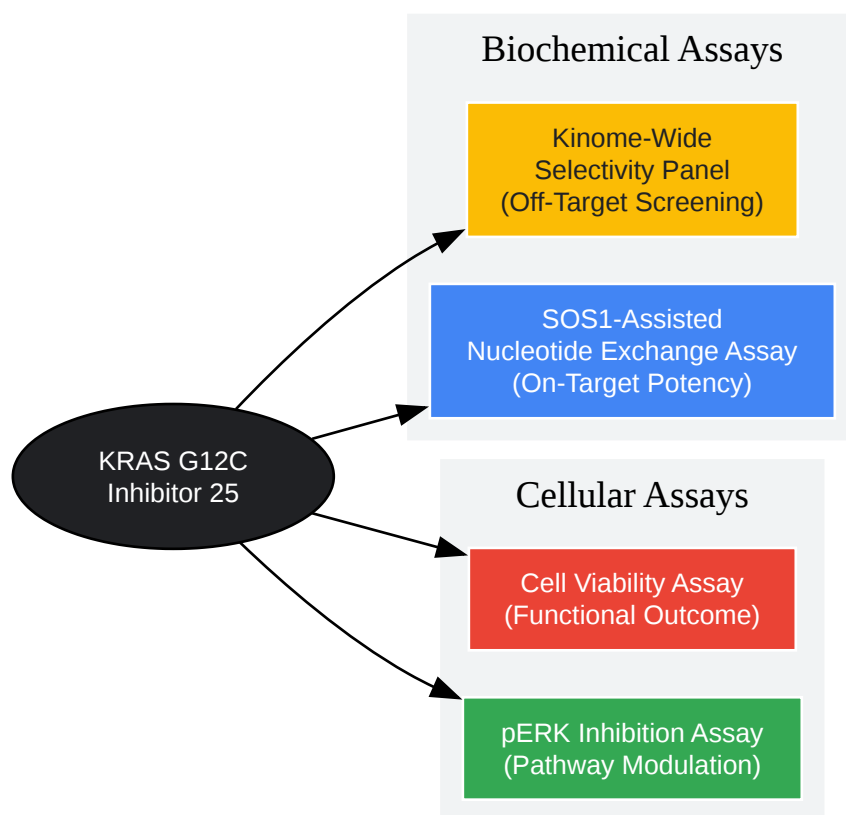 Biochemical Assays
Kinome-Wide
Selectivity Panel
(Off-Target Screening)
SOS1-Assisted
Nucleotide Exchange Assay
(On-Target Potency)
KRAS G12C
Inhibitor 25
Cellular Assays
Cell Viability Assay
(Functional Outcome)
pERK Inhibition Assay
(Pathway Modulation)